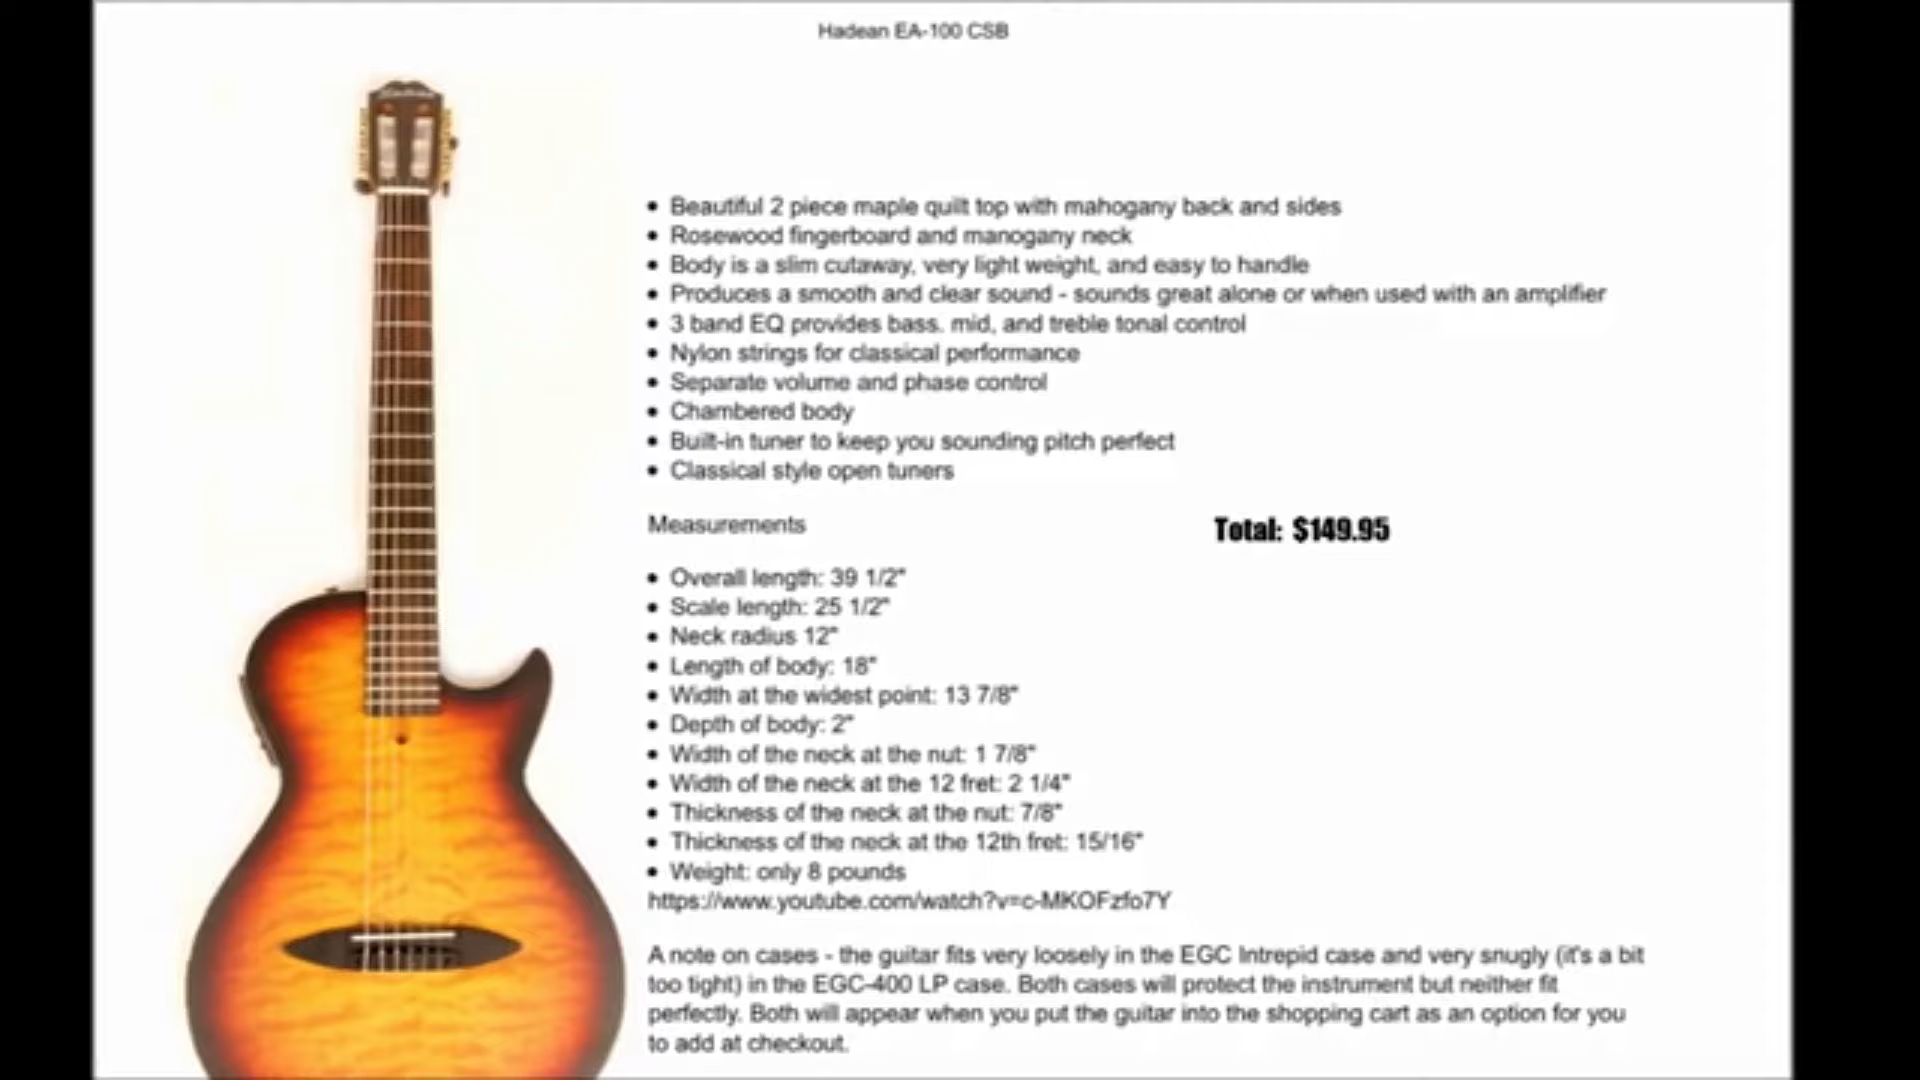 Hadean EA-100 CSB
• Beautiful 2 piece maple quilt top with mahogany back and sides
• Rosewood fingerboard and manogany neck
• Body is a slim cutaway, very light weight, and easy to handle
• Produces a smooth and clear sound - sounds great alone or when used with an amplifier
• 3 band EQ provides bass. mid, and treble tonal control
• Nylon strings for classical performance
• Separate volume and phase control
• Chambered body
• Built-in tuner to keep you sounding pitch perfect
• Classical style open tuners
Measurements
Total: $149.95
• Overall length: 39 1/2"
• Scale length: 25 1/2"
• Neck radius 12"
• Length of body: 18"
• Width at the widest point: 13 7/8"
• Depth of body: 2"
• Width of the neck at the nut: 1 7/8"
• Width of the neck at the 12 fret: 2 1/4"
• Thickness of the neck at the nut: 7/8"
• Thickness of the neck at the 12th fret: 15/16"
• Weight: only 8 pounds
https://www.youtube.com/watch?v=c-MKOFzfo7Y
A note on cases - the guitar fits very loosely in the EGC Intrepid case and very snugly (it's a bit
too tight) in the EGC-400 LP case. Both cases will protect the instrument but neither fit
perfectly. Both will appear when you put the guitar into the shopping cart as an option for you
to add at checkout.